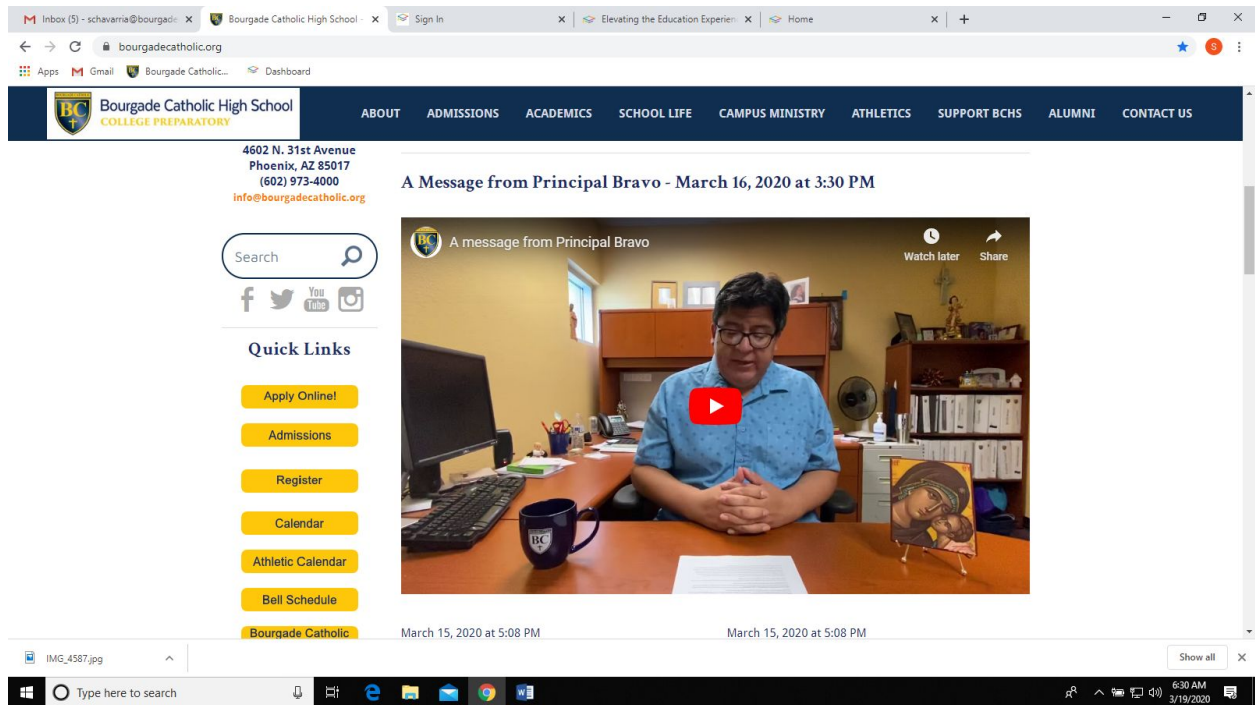 Inbox (5) - schavarria@bourgade
Bourgade Catholic High School -
Sign In
Elevating the Education Experien
Home
bourgadecatholic.org
S
Apps
Gmail
Bourgade Catholic...
Dashboard
BC
Bourgade Catholic High School
COLLEGE PREPARATORY
ABOUT
ADMISSIONS
ACADEMICS
SCHOOL LIFE
CAMPUS MINISTRY
ATHLETICS
SUPPORT BCHS
ALUMNI
CONTACT US
4602 N. 31st Avenue
Phoenix, AZ 85017
(602) 973-4000
info@bourgadecatholic.org
Search
You
Tube
Quick Links
Apply Online!
Admissions
Register
Calendar
Athletic Calendar
Bell Schedule
Bourgade Catholic
A Message from Principal Bravo - March 16, 2020 at 3:30 PM
BC
A message from Principal Bravo
Watch later
Share
BC
March 15, 2020 at 5:08 PM
March 15, 2020 at 5:08 PM
IMG_4587.jpg
Show all
Type here to search
6:30 AM
3/19/2020